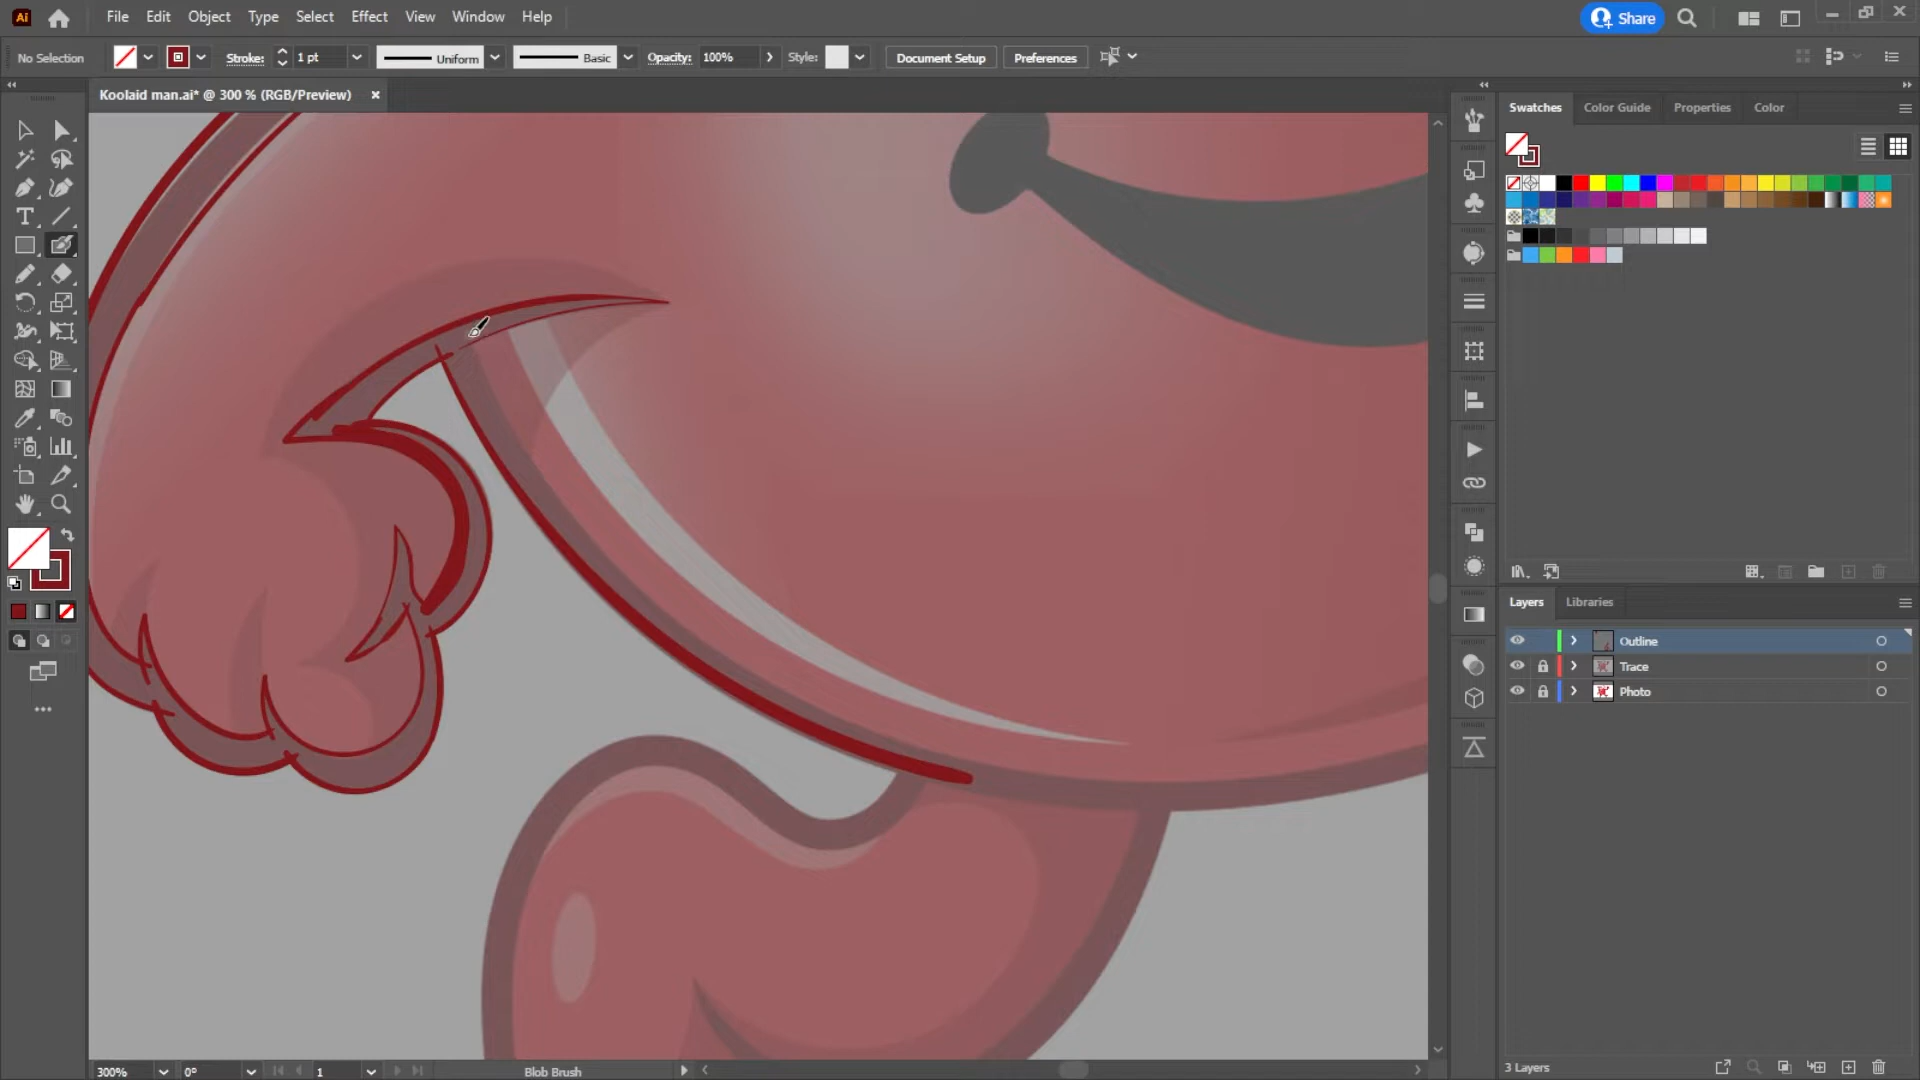 Ai File Edit Object Type Select Effect View Window Help Share
No Selection Stroke: 1 pt Uniform Basic Opacity: 100% Style: Document Setup Preferences
Koolaid man.ai* @ 300 % (RGB/Preview)
Swatches Color Guide Properties Color
Layers Libraries
Outline
Trace
Photo
3 Layers
300% 0° 1 Blob Brush